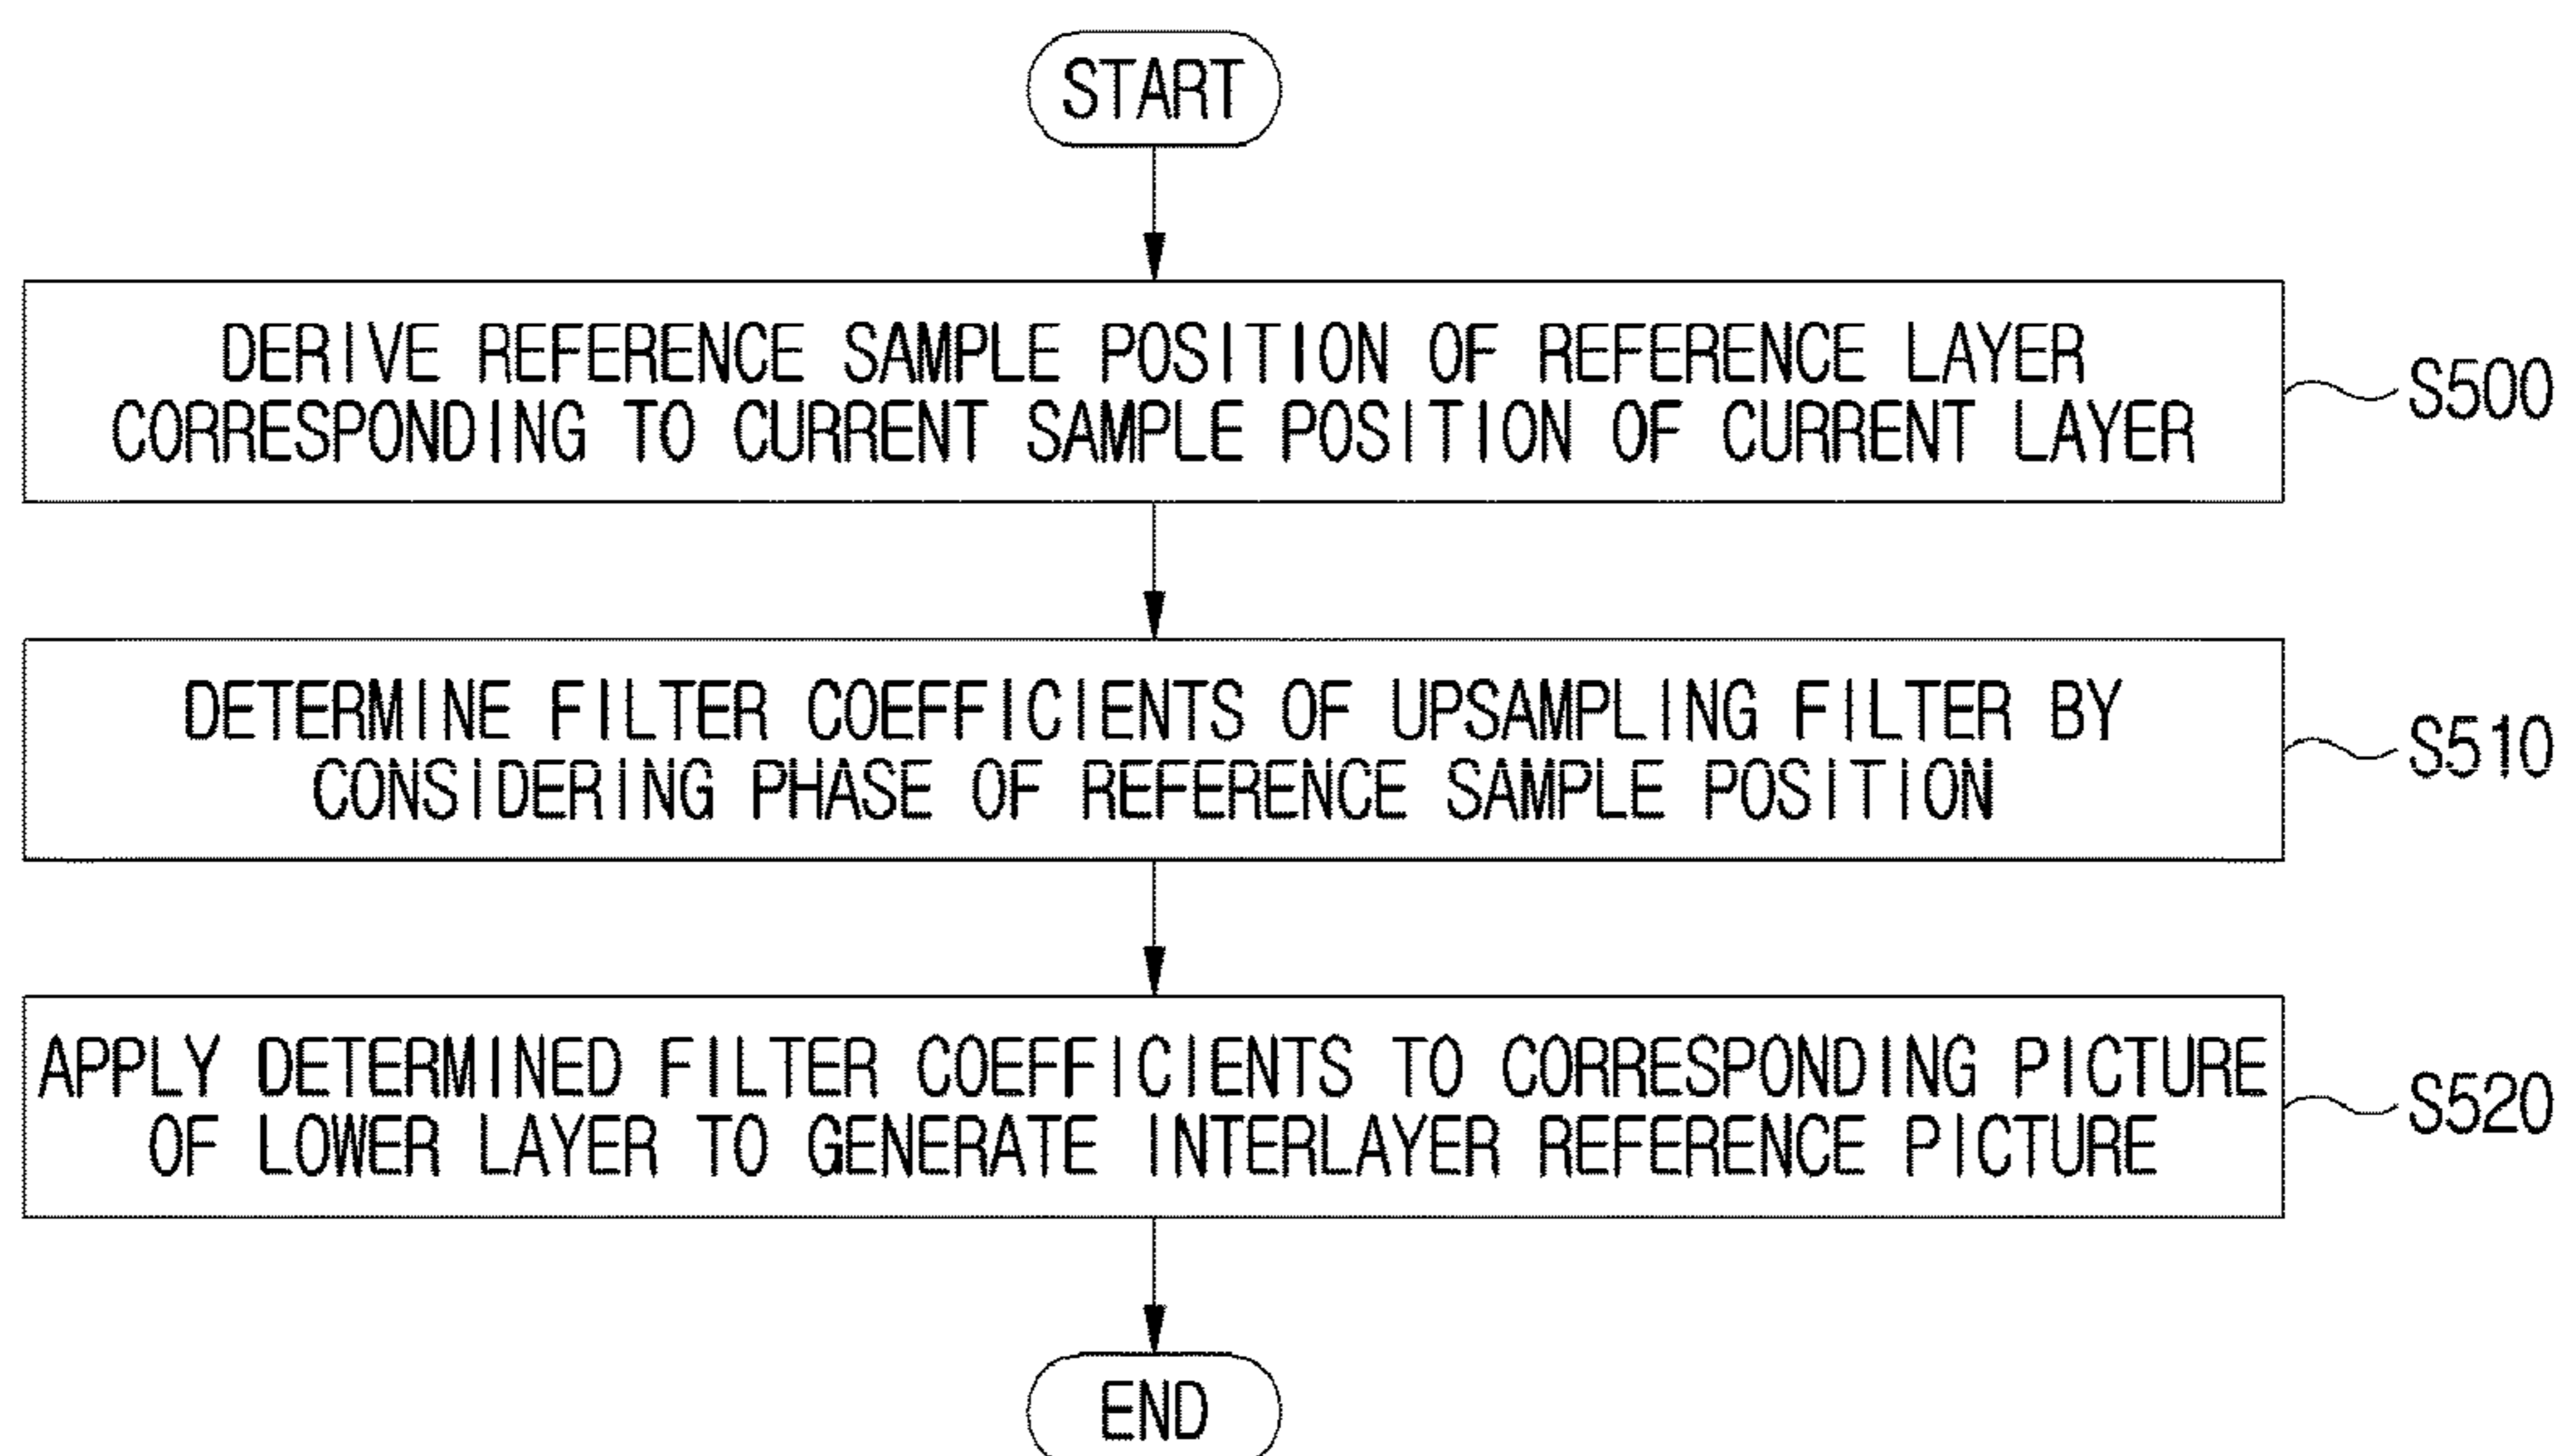 START
DERIVE REFERENCE SAMPLE POSITION OF REFERENCE LAYER
CORRESPONDING TO CURRENT SAMPLE POSITION OF CURRENT LAYER
S500
DETERMINE FILTER COEFFICIENTS OF UPSAMPLING FILTER BY
CONSIDERING PHASE OF REFERENCE SAMPLE POSITION
S510
APPLY DETERMINED FILTER COEFFICIENTS TO CORRESPONDING PICTURE
OF LOWER LAYER TO GENERATE INTERLAYER REFERENCE PICTURE
S520
END